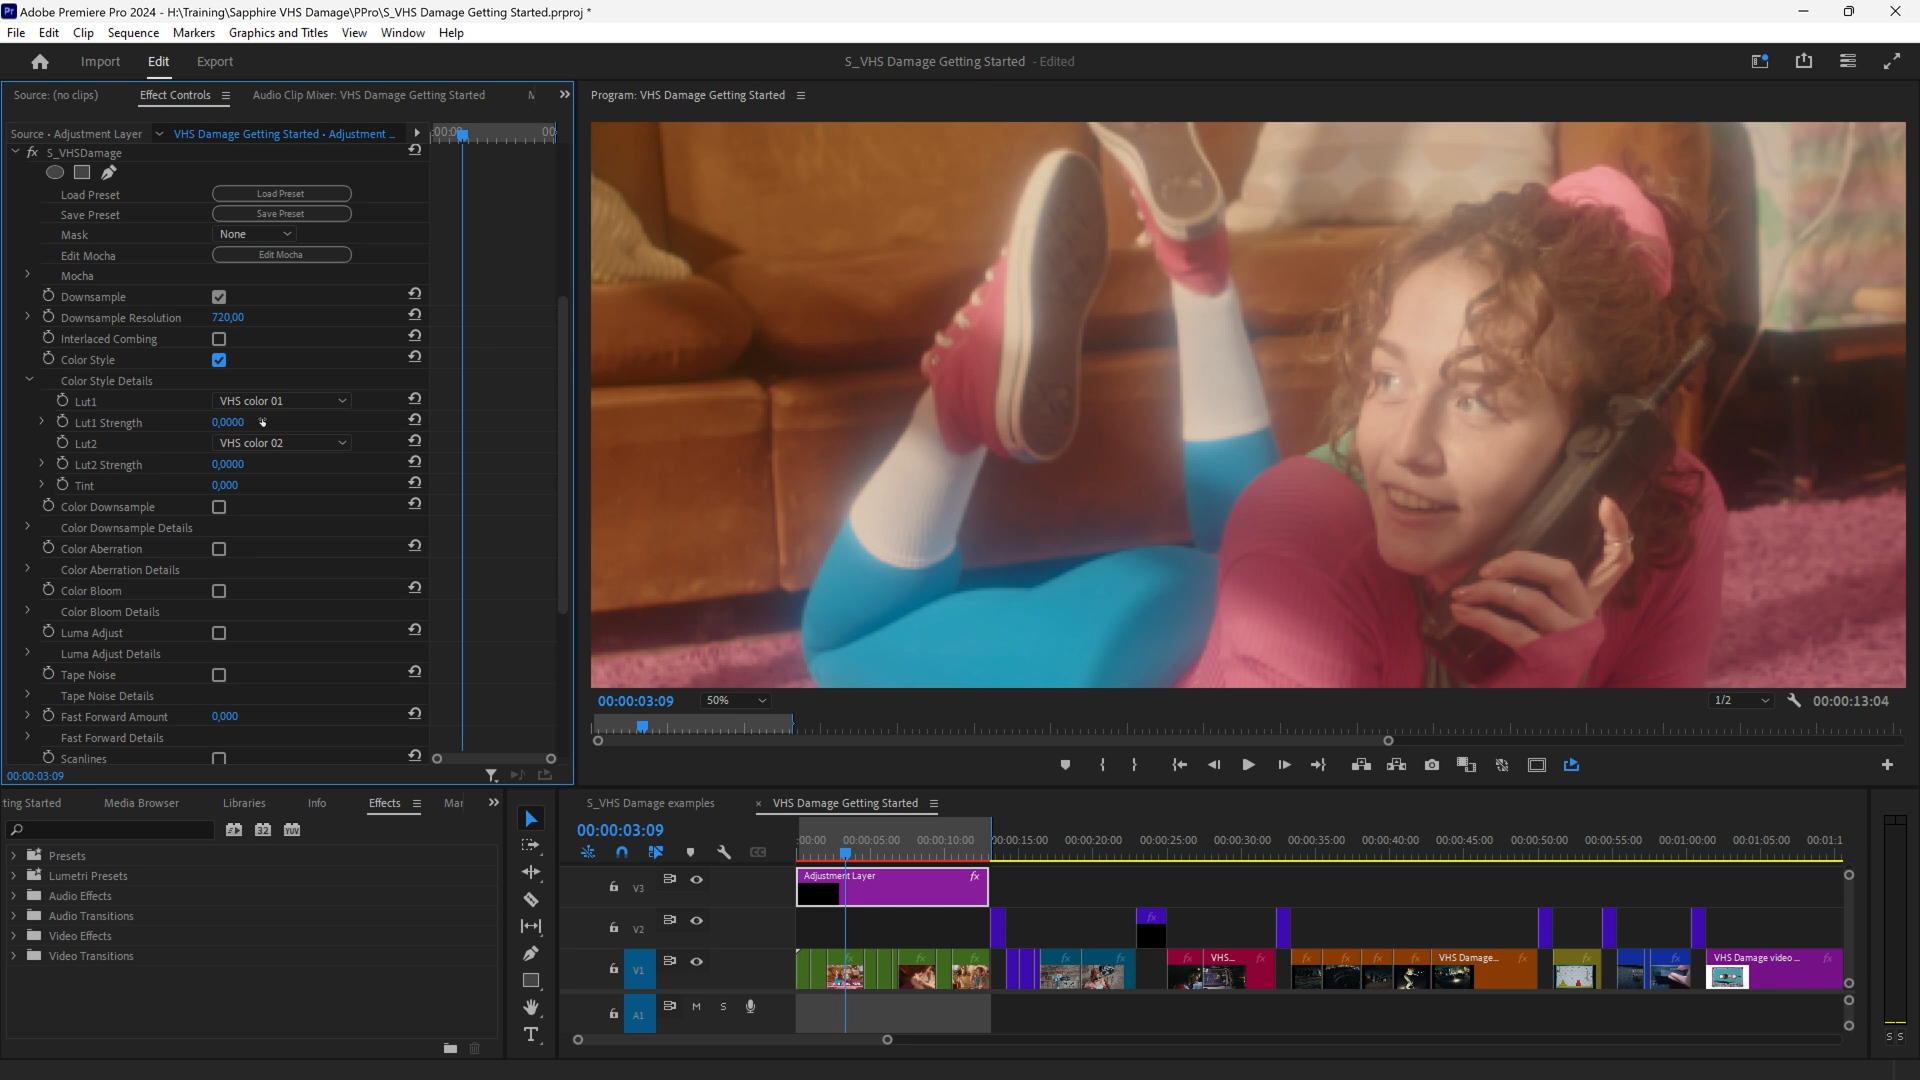 Adobe Premiere Pro 2024 - H:\Training\Sapphire VHS Damage\PPro\S_VHS Damage Getting Started.prproj *
File Edit Clip Sequence Markers Graphics and Titles View Window Help
Import Edit Export
S_VHS Damage Getting Started - Edited
Source: (no clips) Effect Controls Audio Clip Mixer: VHS Damage Getting Started
Program: VHS Damage Getting Started
Source • Adjustment Layer VHS Damage Getting Started • Adjustment ...
fx S_VHSDamage
Load Preset Load Preset
Save Preset Save Preset
Mask None
Edit Mocha Edit Mocha
Mocha
Downsample
Downsample Resolution 720,00
Interlaced Combing
Color Style
Color Style Details
Lut1 VHS color 01
Lut1 Strength 0,0000
Lut2 VHS color 02
Lut2 Strength 0,0000
Tint 0,000
Color Downsample
Color Downsample Details
Color Aberration
Color Aberration Details
Color Bloom
Color Bloom Details
Luma Adjust
Luma Adjust Details
Tape Noise
Tape Noise Details
Fast Forward Amount 0,000
Fast Forward Details
Scanlines
00:00:03:09
00:00:03:09 50% 1/2 00:00:13:04
ting Started Media Browser Libraries Info Effects Mar
32 YUV
Presets
Lumetri Presets
Audio Effects
Audio Transitions
Video Effects
Video Transitions
S_VHS Damage examples × VHS Damage Getting Started
00:00:03:09
:00:00 00:00:05:00 00:00:10:00 00:00:15:00 00:00:20:00 00:00:25:00 00:00:30:00 00:00:35:00 00:00:40:00 00:00:45:00 00:00:50:00 00:00:55:00 00:01:00:00 00:01:05:00 00:01:1
V3 Adjustment Layer fx
V2 fx
V1 VHS... VHS Damage... VHS Damage video ... fx
A1 M S
S S